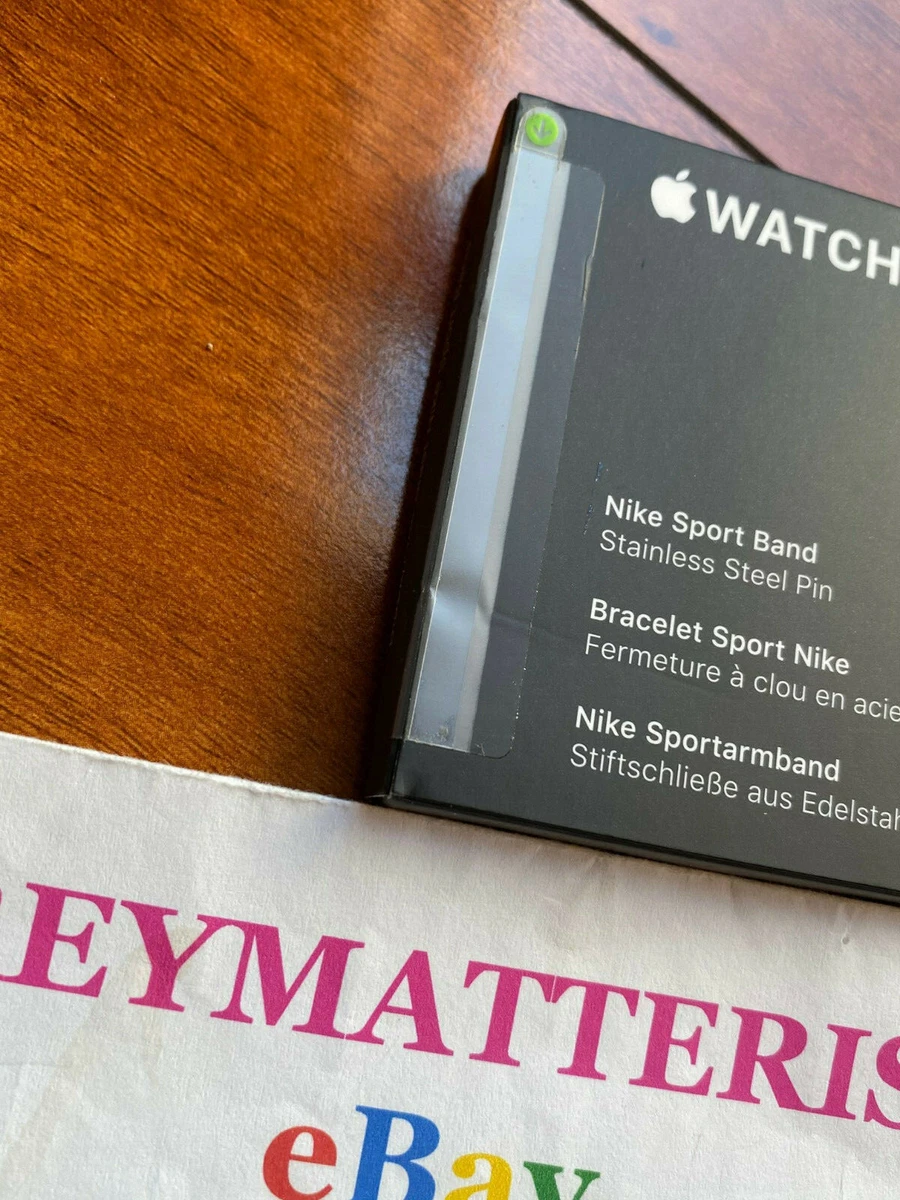 WATCH
Nike Sport Band
Stainless Steel Pin
Bracelet Sport Nike
Fermeture à clou en acie
Nike Sportarmband
Stiftschließe aus Edelstah
REYMATTERIS
eBay